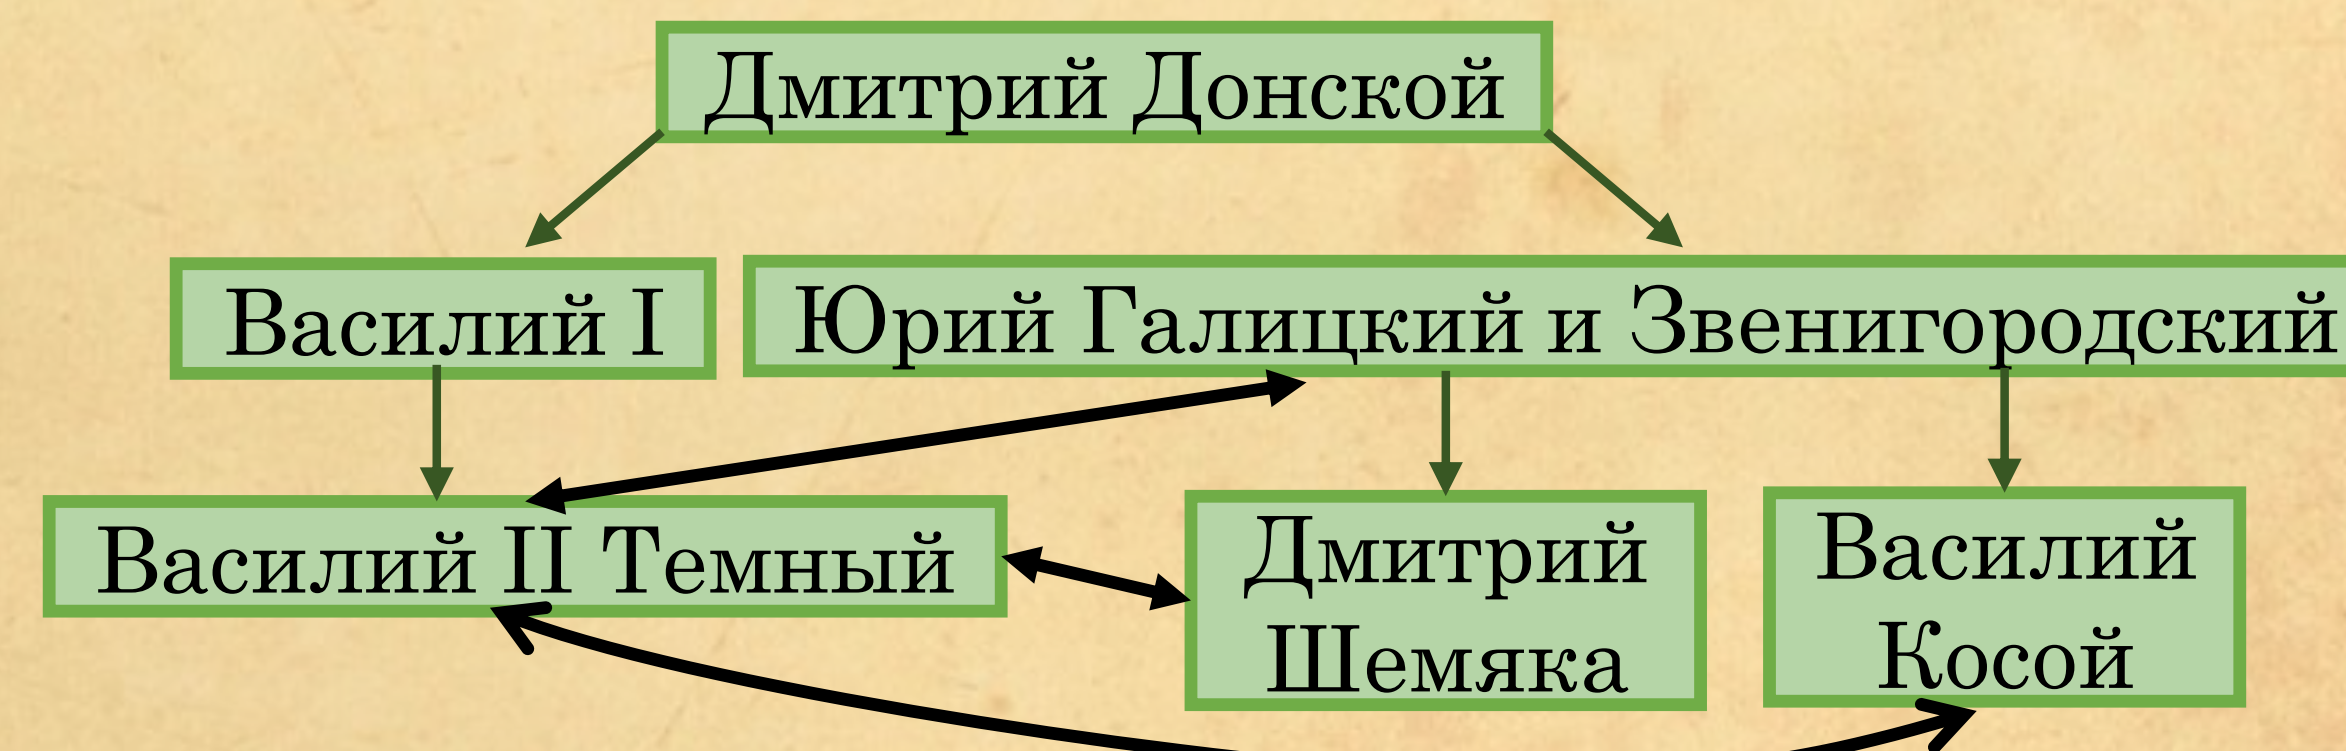 Дмитрий Донской
Василий I
Юрий Галицкий и Звенигородский
Василий II Темный
Дмитрий
Шемяка
Василий
Косой